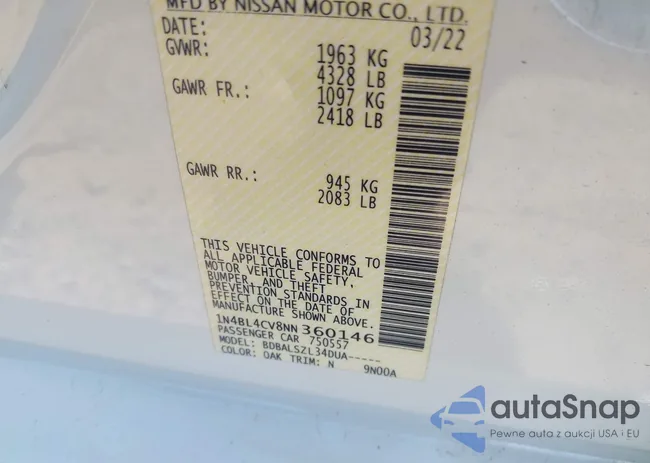 MFD BY NISSAN MOTOR CO., LTD.
DATE: 03/22
GVWR: 1963 KG
4328 LB
GAWR FR.: 1097 KG
2418 LB
GAWR RR.: 945 KG
2083 LB
THIS VEHICLE CONFORMS TO
ALL APPLICABLE FEDERAL
MOTOR VEHICLE SAFETY,
BUMPER, AND THEFT
PREVENTION STANDARDS IN
EFFECT ON THE DATE OF
MANUFACTURE SHOWN ABOVE.
1N4BL4CV8NN 360146
PASSENGER CAR 750557
MODEL: BDBALSZL34DUA-----
COLOR: QAK TRIM: N 9N00A
autaSnap
Pewne auta z aukcji USA i EU